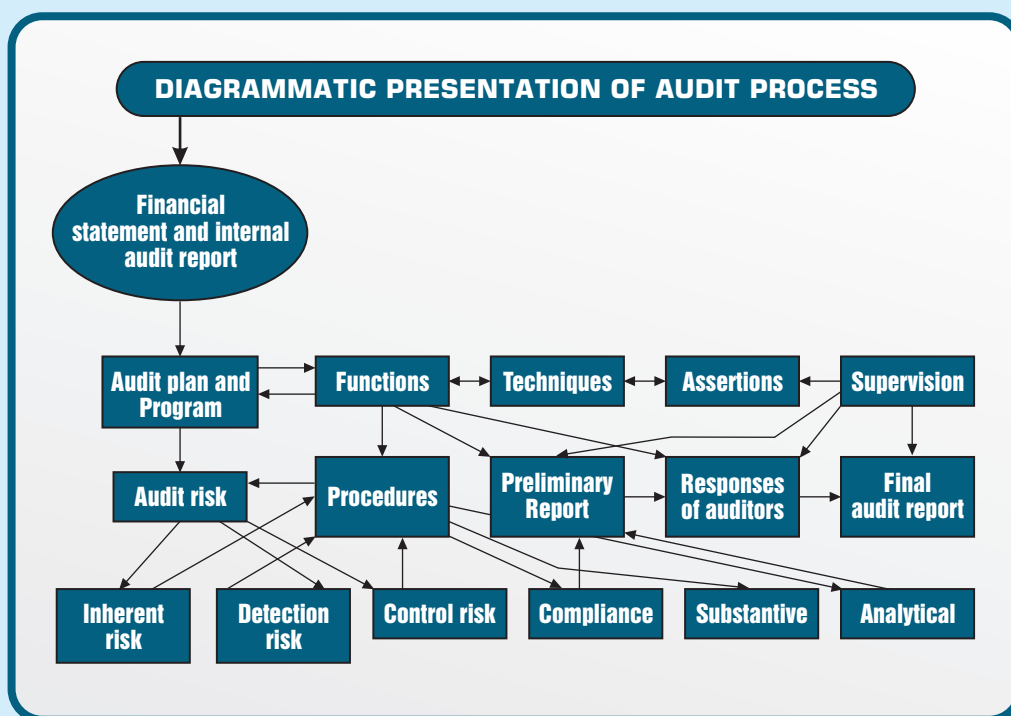 DIAGRAMMATIC PRESENTATION OF AUDIT PROCESS
Financial
statement and internal
audit report
Audit plan and
Program
Functions
Techniques
Assertions
Supervision
Audit risk
Procedures
Preliminary
Report
Responses
of auditors
Final
audit report
Inherent
risk
Detection
risk
Control risk
Compliance
Substantive
Analytical